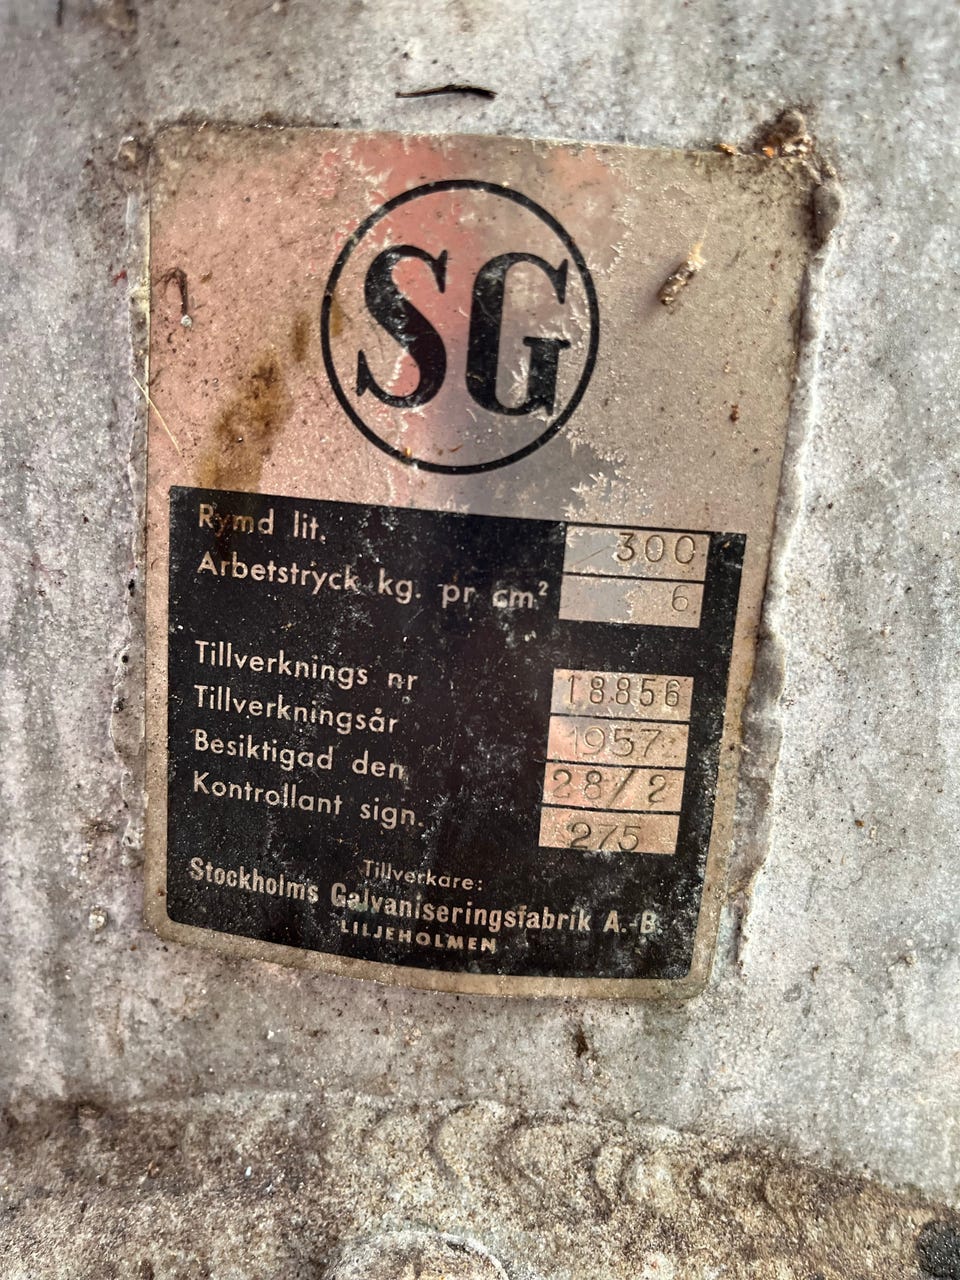 SG
Rymd lit. 300
Arbetstryck kg. pr cm² 6
Tillverknings nr 18856
Tillverkningsår 1957
Besiktigad den 28/2
Kontrollant sign. 275
Tillverkare:
Stockholms Galvaniseringsfabrik A.-B.
LILJEHOLMEN